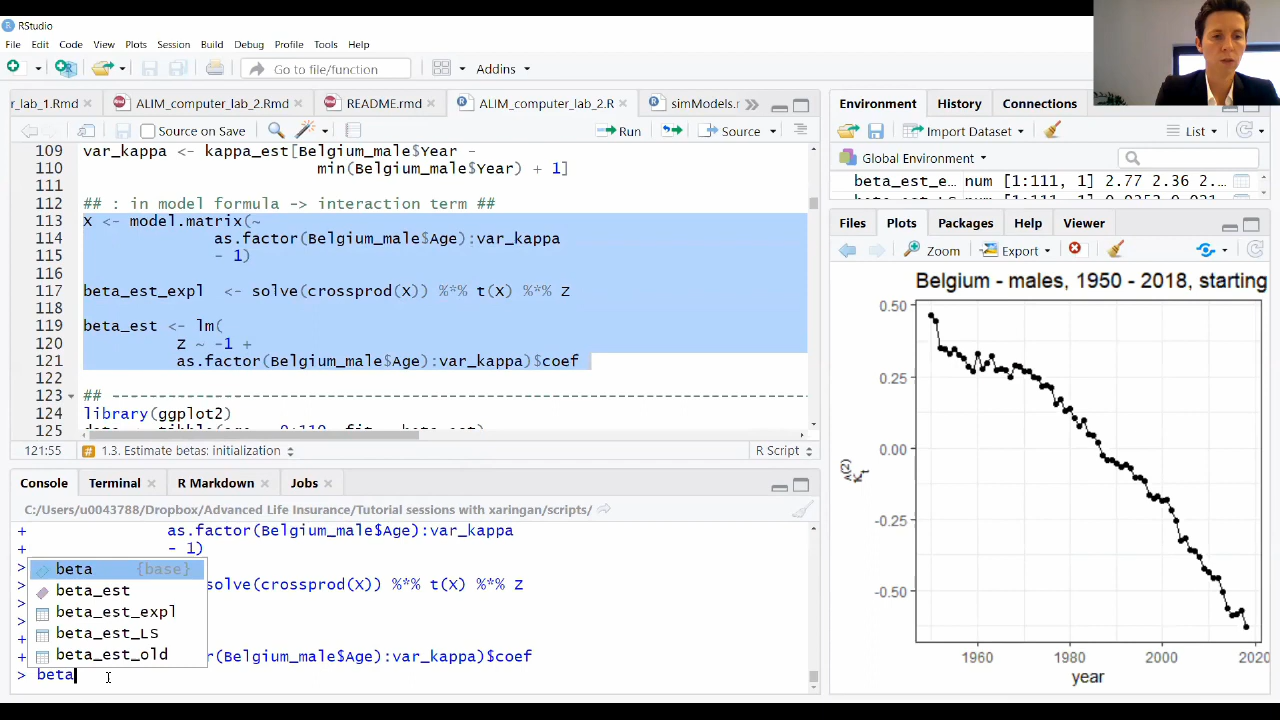 RStudio
File Edit Code View Plots Session Build Debug Profile Tools Help
Go to file/function
Addins
r_lab_1.Rmd
ALIM_computer_lab_2.Rmd
README.md
ALIM_computer_lab_2.R
simModels.r
Source on Save
Run
Source
109 var_kappa <- kappa_est[Belgium_male$Year -
110 min(Belgium_male$Year) + 1]
111
112 ## : in model formula -> interaction term ##
113 X <- model.matrix(~
114 as.factor(Belgium_male$Age):var_kappa
115 - 1)
116
117 beta_est_expl <- solve(crossprod(X)) %*% t(X) %*% Z
118
119 beta_est <- lm(
120 Z ~ -1 +
121 as.factor(Belgium_male$Age):var_kappa)$coef
122
123 ## ----------------------------------------------------------------
124 library(ggplot2)
125
121:55
1.3. Estimate betas: initialization
R Script
Console Terminal R Markdown Jobs
C:/Users/u0043788/Dropbox/Advanced Life Insurance/Tutorial sessions with xaringan/scripts/
+ as.factor(Belgium_male$Age):var_kappa
+ - 1)
>
> solve(crossprod(X)) %*% t(X) %*% Z
>
>
+
+ (Belgium_male$Age):var_kappa)$coef
> beta
beta {base}
beta_est
beta_est_expl
beta_est_LS
beta_est_old
Environment History Connections
Import Dataset
List
Global Environment
beta_est_e… num [1:111, 1] 2.77 2.36 2.…
Files Plots Packages Help Viewer
Zoom
Export
Belgium - males, 1950 - 2018, starting
0.50
0.25
0.00
-0.25
-0.50
1960
1980
2000
2020
year